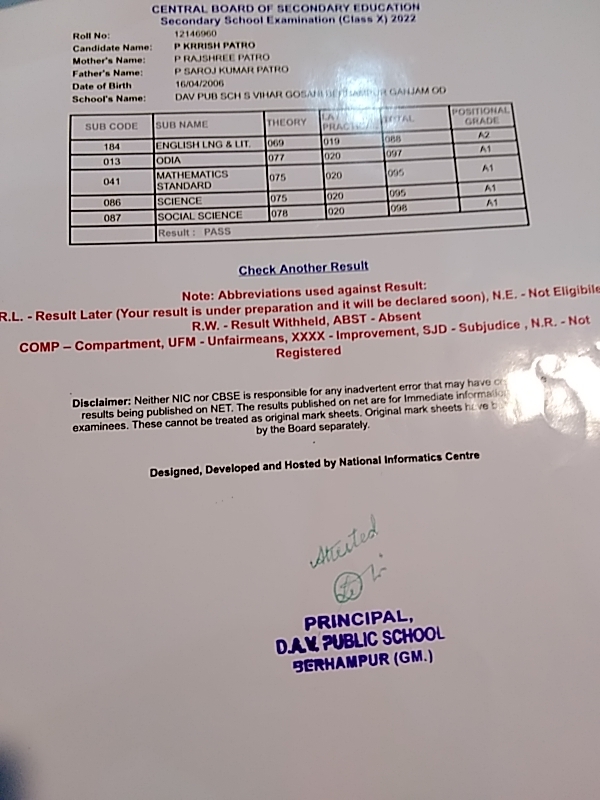 CENTRAL BOARD OF SECONDARY EDUCATION
Secondary School Examination (Class X) 2022
Roll No: 12146960
Candidate Name: P KRRISH PATRO
Mother's Name: P RAJSHREE PATRO
Father's Name: P SAROJ KUMAR PATRO
Date of Birth 16/04/2006
School's Name: DAV PUB SCH S VIHAR GOSANI BERHAMPUR GANJAM OD
SUB CODE SUB NAME THEORY TOTAL POSITIONAL GRADE
184 ENGLISH LNG & LIT. 069 019 088 A2
013 ODIA 077 020 097 A1
041 MATHEMATICS STANDARD 075 020 095 A1
086 SCIENCE 075 020 095 A1
087 SOCIAL SCIENCE 078 020 098 A1
Result : PASS
Check Another Result
Note: Abbreviations used against Result:
R.L. - Result Later (Your result is under preparation and it will be declared soon), N.E. - Not Eligibile
R.W. - Result Withheld, ABST - Absent
COMP – Compartment, UFM - Unfairmeans, XXXX - Improvement, SJD - Subjudice , N.R. - Not
Registered
Disclaimer: Neither NIC nor CBSE is responsible for any inadvertent error that may have
results being published on NET. The results published on net are for Immediate
examinees. These cannot be treated as original mark sheets. Original mark sheets have
by the Board separately.
Designed, Developed and Hosted by National Informatics Centre
Attested
PRINCIPAL,
D.A.V. PUBLIC SCHOOL
BERHAMPUR (GM.)